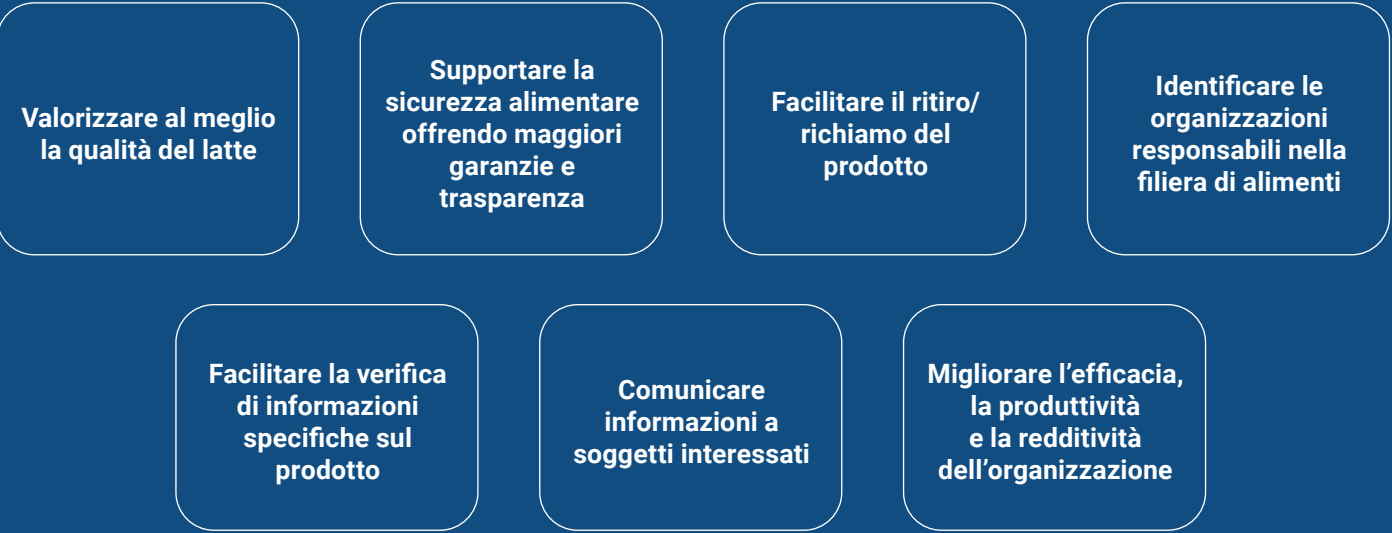 Valorizzare al meglio
la qualità del latte
Supportare la
sicurezza alimentare
offrendo maggiori
garanzie e
trasparenza
Facilitare il ritiro/
richiamo del
prodotto
Identificare le
organizzazioni
responsabili nella
filiera di alimenti
Facilitare la verifica
di informazioni
specifiche sul
prodotto
Comunicare
informazioni a
soggetti interessati
Migliorare l’efficacia,
la produttività
e la redditività
dell’organizzazione